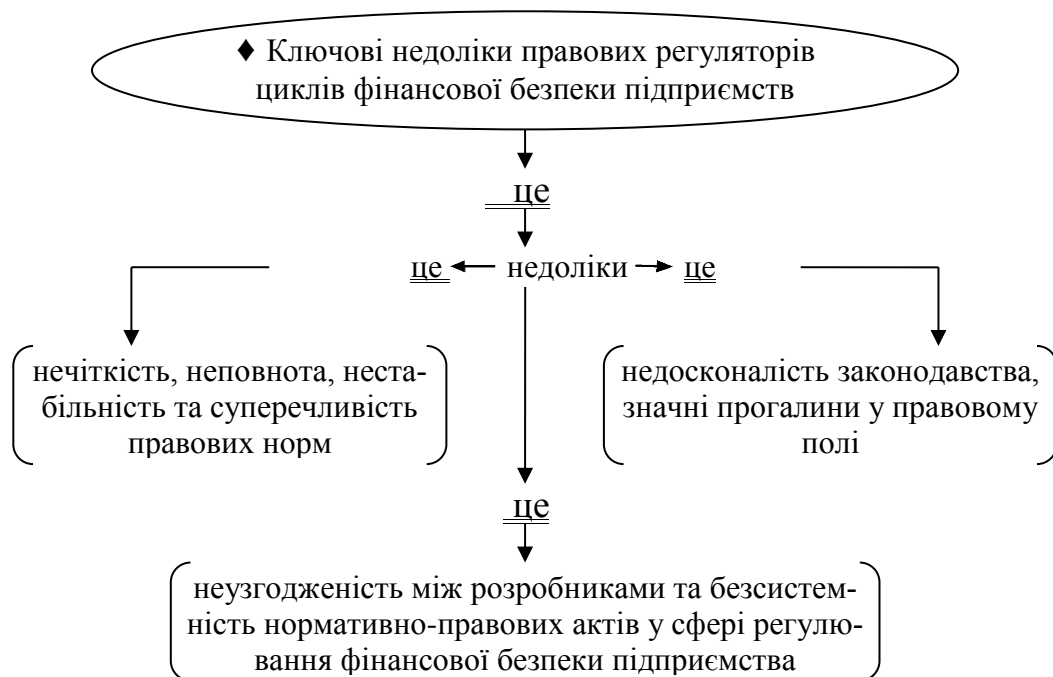 ♦ Ключові недоліки правових регуляторів
циклів фінансової безпеки підприємств
це
це недоліки це
нечіткість, неповнота, неста-
більність та суперечливість
правових норм
недосконалість законодавства,
значні прогалини у правовому
полі
це
неузгодженість між розробниками та безсистем-
ність нормативно-правових актів у сфері регулю-
вання фінансової безпеки підприємства